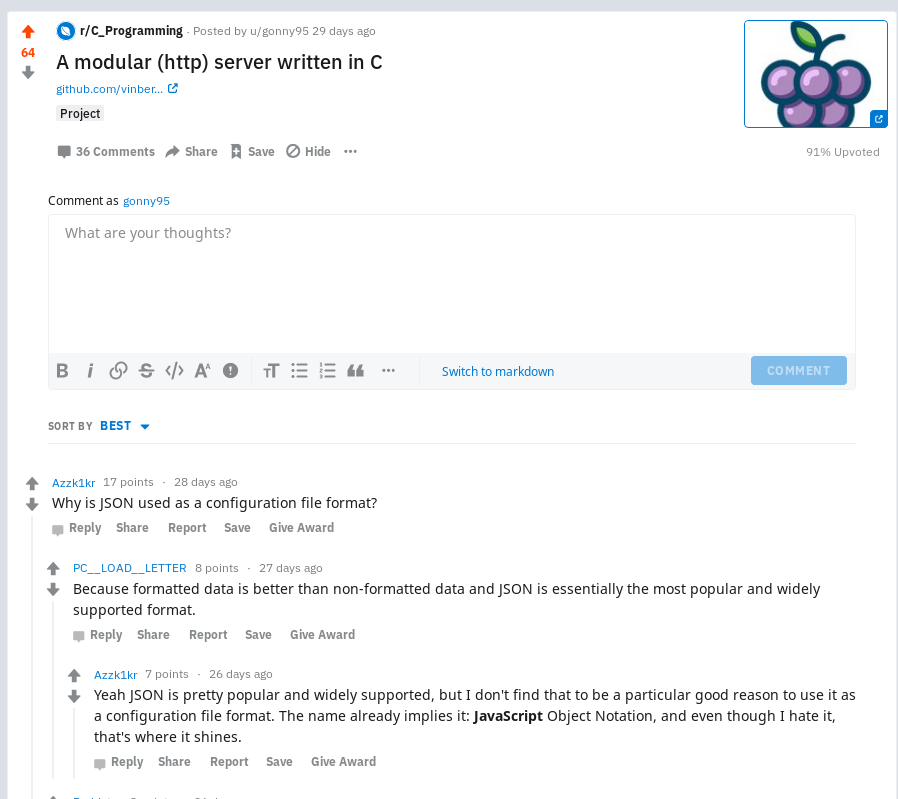 r/C_Programming · Posted by u/gonny95 29 days ago
64
A modular (http) server written in C
github.com/vinber...
Project
36 Comments Share Save Hide ··· 91% Upvoted
Comment as gonny95
What are your thoughts?
B i S </> AA T T Switch to markdown COMMENT
SORT BY BEST
Azzk1kr 17 points · 28 days ago
Why is JSON used as a configuration file format?
Reply Share Report Save Give Award
PC__LOAD__LETTER 8 points · 27 days ago
Because formatted data is better than non-formatted data and JSON is essentially the most popular and widely
supported format.
Reply Share Report Save Give Award
Azzk1kr 7 points · 26 days ago
Yeah JSON is pretty popular and widely supported, but I don't find that to be a particular good reason to use it as
a configuration file format. The name already implies it: JavaScript Object Notation, and even though I hate it,
that's where it shines.
Reply Share Report Save Give Award